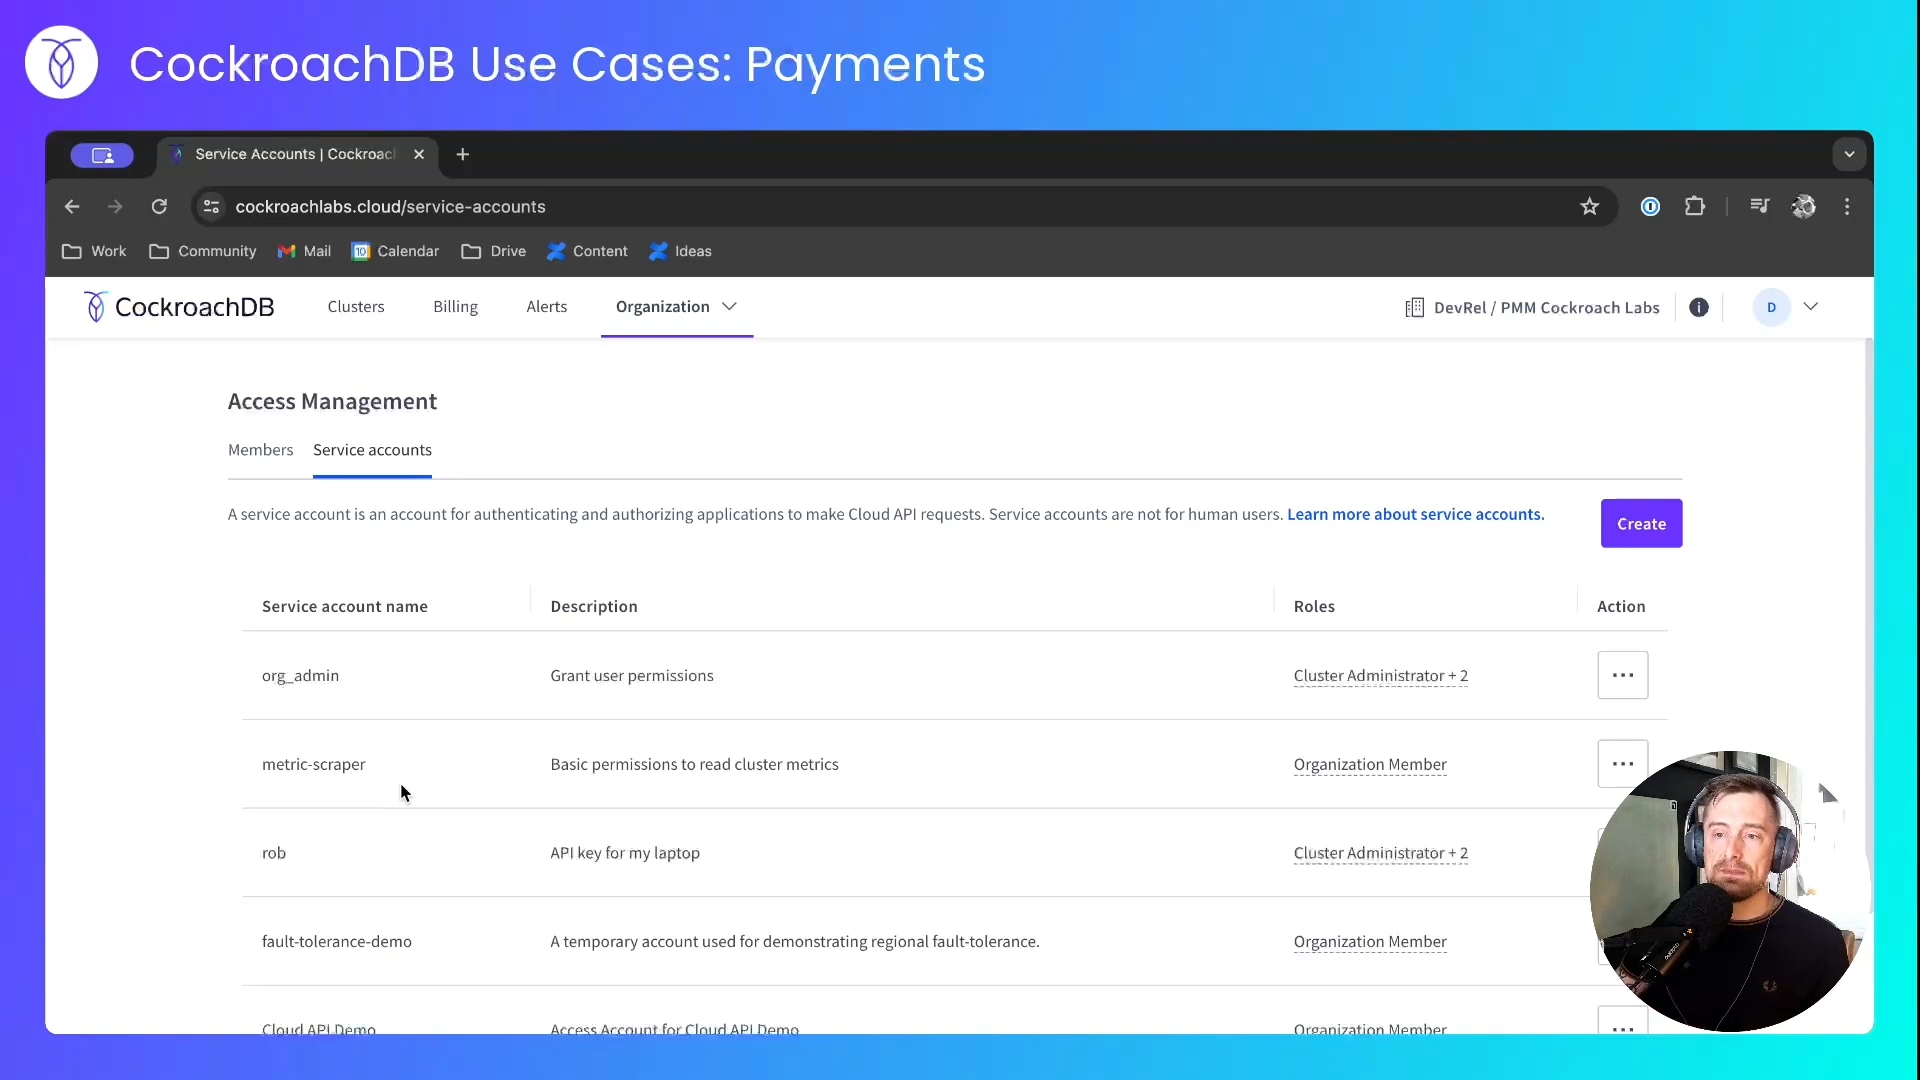 CockroachDB Use Cases: Payments
Service Accounts | Cockroac
cockroachlabs.cloud/service-accounts
Work Community Mail 10 Calendar Drive Content Ideas
CockroachDB Clusters Billing Alerts Organization DevRel / PMM Cockroach Labs D
Access Management
Members Service accounts
A service account is an account for authenticating and authorizing applications to make Cloud API requests. Service accounts are not for human users. Learn more about service accounts.
Create
Service account name Description Roles Action
org_admin Grant user permissions Cluster Administrator + 2 ...
metric-scraper Basic permissions to read cluster metrics Organization Member ...
rob API key for my laptop Cluster Administrator + 2
fault-tolerance-demo A temporary account used for demonstrating regional fault-tolerance. Organization Member
Cloud API Demo Access Account for Cloud API Demo Organization Member ...